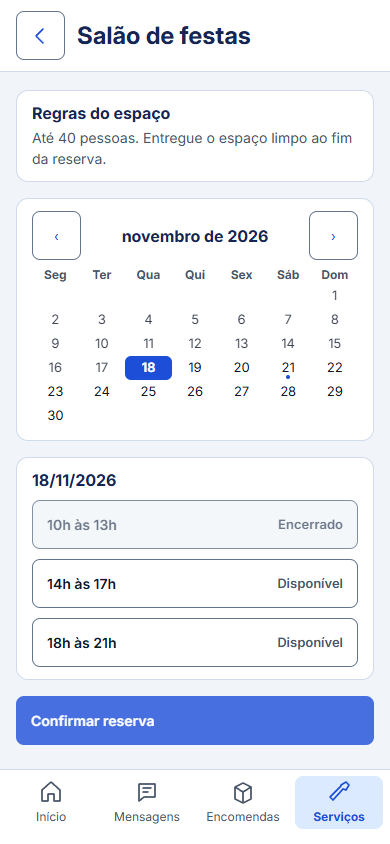 Salão de festas
Regras do espaço
Até 40 pessoas. Entregue o espaço limpo ao fim
da reserva.
‹ novembro de 2026 ›
Seg Ter Qua Qui Sex Sáb Dom
1
2 3 4 5 6 7 8
9 10 11 12 13 14 15
16 17 18 19 20 21 22
23 24 25 26 27 28 29
30
18/11/2026
10h às 13h Encerrado
14h às 17h Disponível
18h às 21h Disponível
Confirmar reserva
Início Mensagens Encomendas Serviços